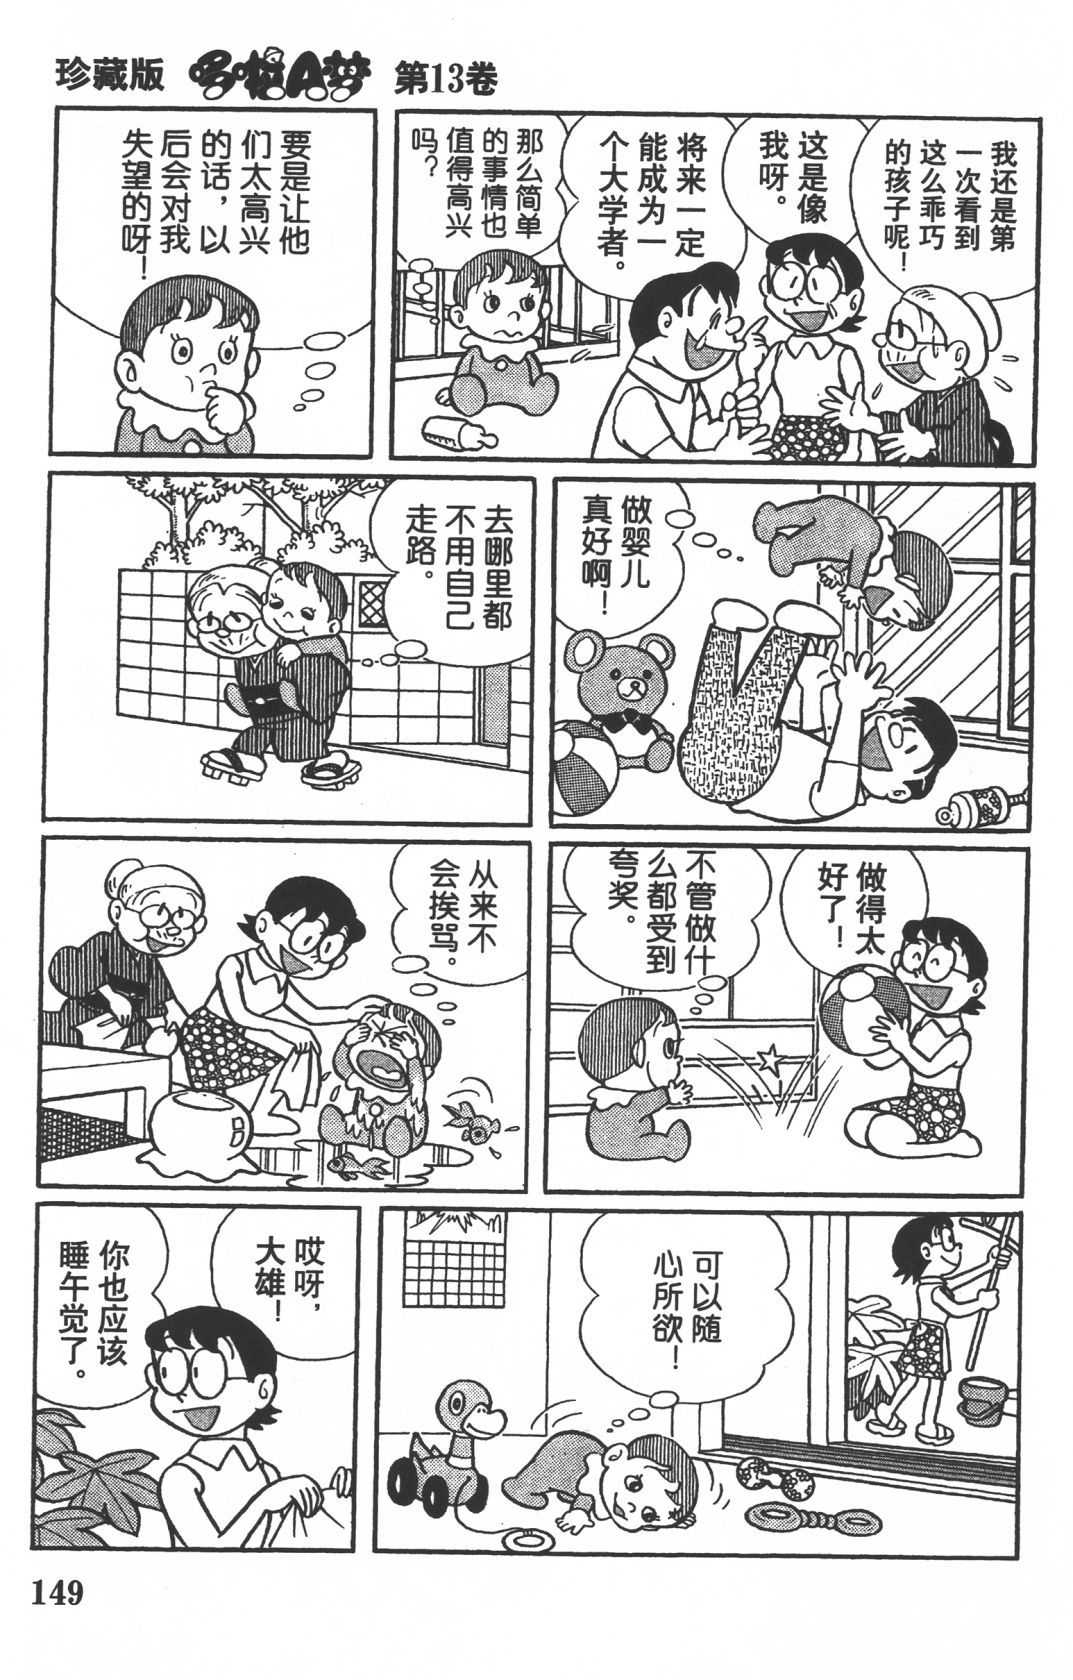 珍藏版 哆啦A梦 第13卷
我还是第
一次看到
这么乖巧
的孩子呢！
这是像
我呀。
将来一定
能成为一
个大学者。
那么简单
的事情也
值得高兴
吗？
要是让他
们太高兴
的话，以
后会对我
失望的呀！
做婴儿
真好啊！
去哪里都
不用自己
走路。
做得太
好了！
不管做什
么都受到
夸奖。
从来不
会挨骂。
可以随
心所欲！
哎呀，
大雄！
你也应该
睡午觉了。
149